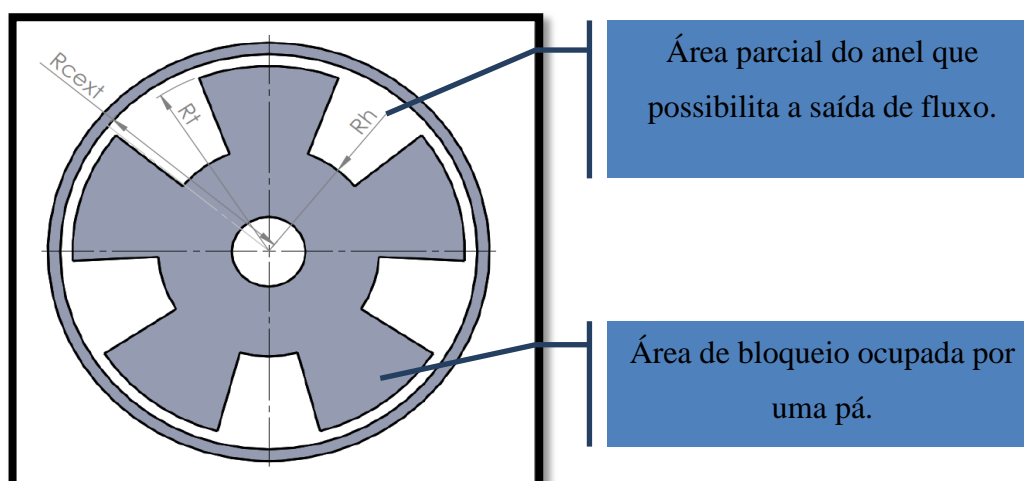 Rcext
Rt
Rh
Área parcial do anel que
possibilita a saída de fluxo.
Área de bloqueio ocupada por
uma pá.